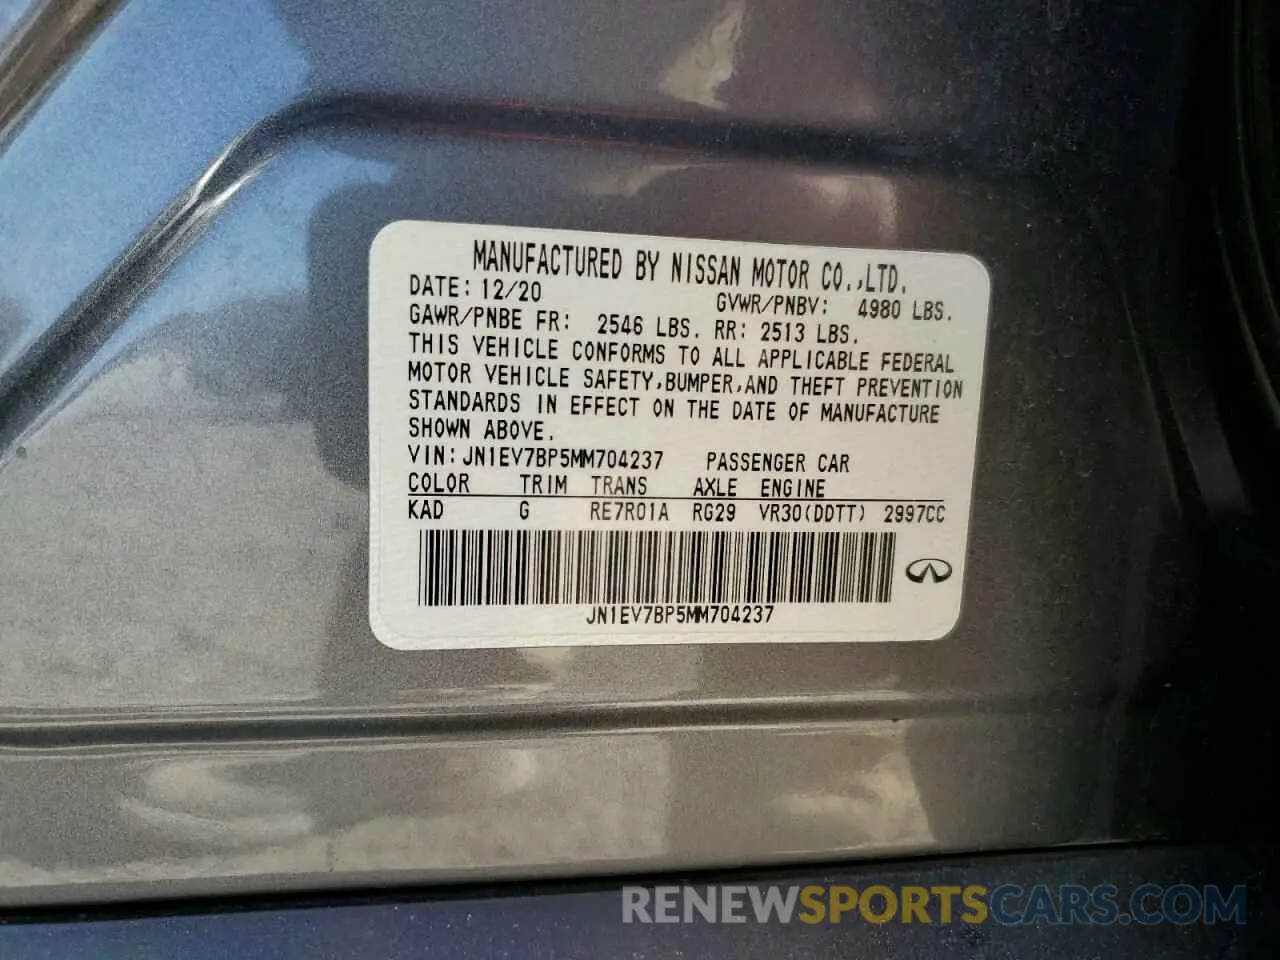 MANUFACTURED BY NISSAN MOTOR CO.,LTD.
DATE: 12/20 GVWR/PNBV: 4980 LBS.
GAWR/PNBE FR: 2546 LBS. RR: 2513 LBS.
THIS VEHICLE CONFORMS TO ALL APPLICABLE FEDERAL
MOTOR VEHICLE SAFETY,BUMPER,AND THEFT PREVENTION
STANDARDS IN EFFECT ON THE DATE OF MANUFACTURE
SHOWN ABOVE.
VIN:JN1EV7BP5MM704237 PASSENGER CAR
COLOR TRIM TRANS AXLE ENGINE
KAD G RE7R01A RG29 VR30(DDTT) 2997CC
JN1EV7BP5MM704237
RENEWSPORTSCARS.COM